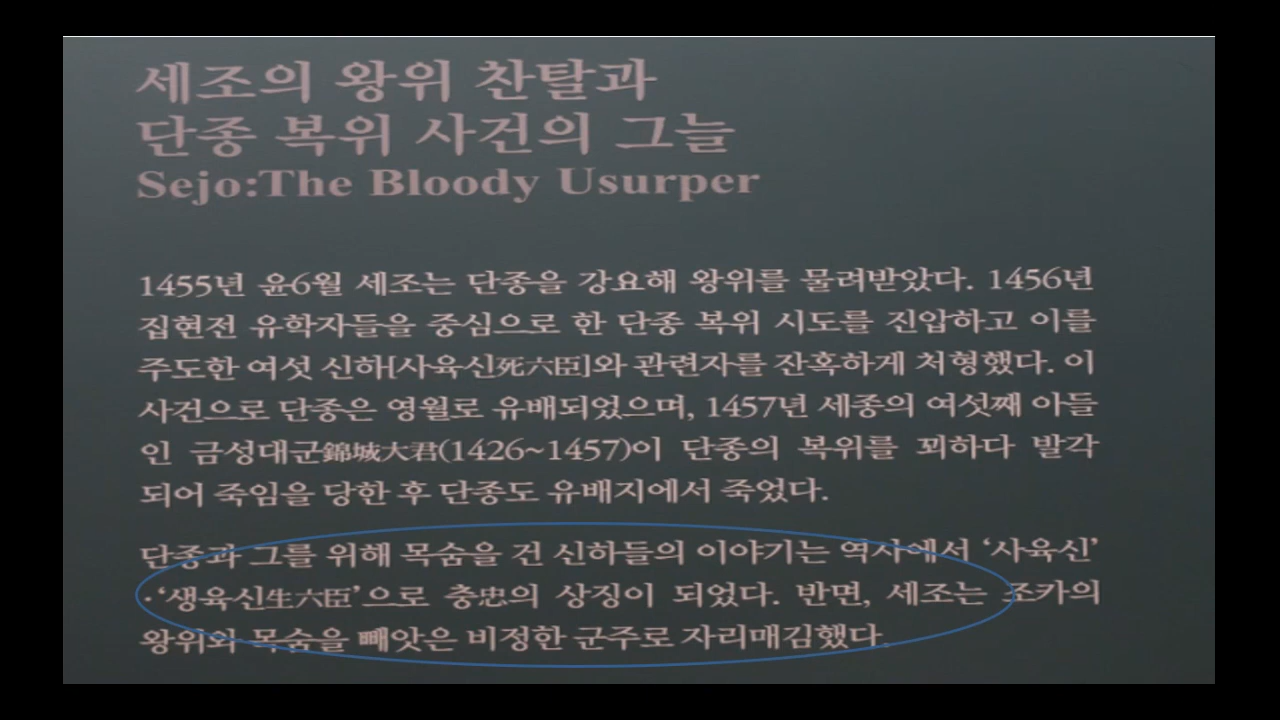 세조의 왕위 찬탈과
단종 복위 사건의 그늘
Sejo:The Bloody Usurper
1455년 윤6월 세조는 단종을 강요해 왕위를 물려받았다. 1456년
집현전 유학자들을 중심으로 한 단종 복위 시도를 진압하고 이를
주도한 여섯 신하[사육신死六臣]와 관련자를 잔혹하게 처형했다. 이
사건으로 단종은 영월로 유배되었으며, 1457년 세종의 여섯째 아들
인 금성대군錦城大君(1426~1457)이 단종의 복위를 꾀하다 발각
되어 죽임을 당한 후 단종도 유배지에서 죽었다.
단종과 그를 위해 목숨을 건 신하들의 이야기는 역사에서 ‘사육신’
·‘생육신生六臣’으로 충忠의 상징이 되었다. 반면, 세조는 조카의
왕위와 목숨을 빼앗은 비정한 군주로 자리매김했다.